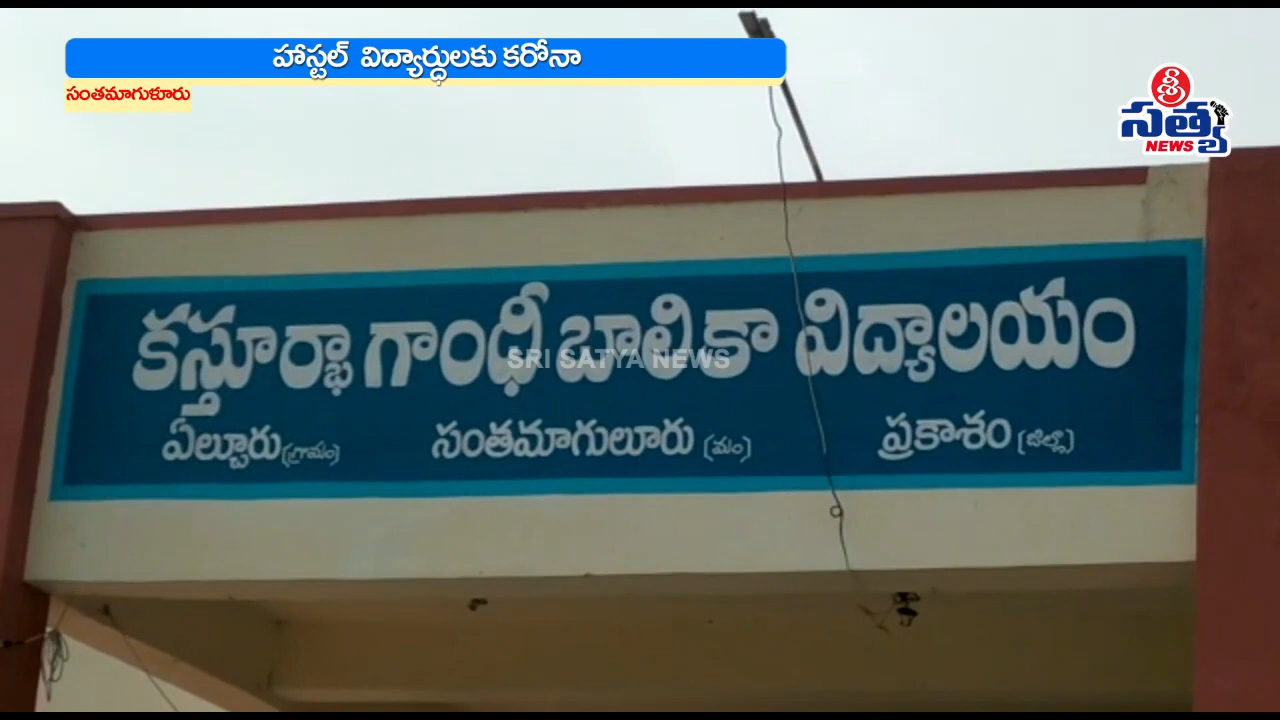 హాస్టల్ విద్యార్ధులకు కరోనా
సంతమాగుళూరు
శ్రీ
సత్య
NEWS
కస్తూర్భా గాంధీ బాలికా విద్యాలయం
SRI SATYA NEWS
ఏల్చూరు (గ్రామం) సంతమాగులూరు (మం) ప్రకాశం (జిల్లా)